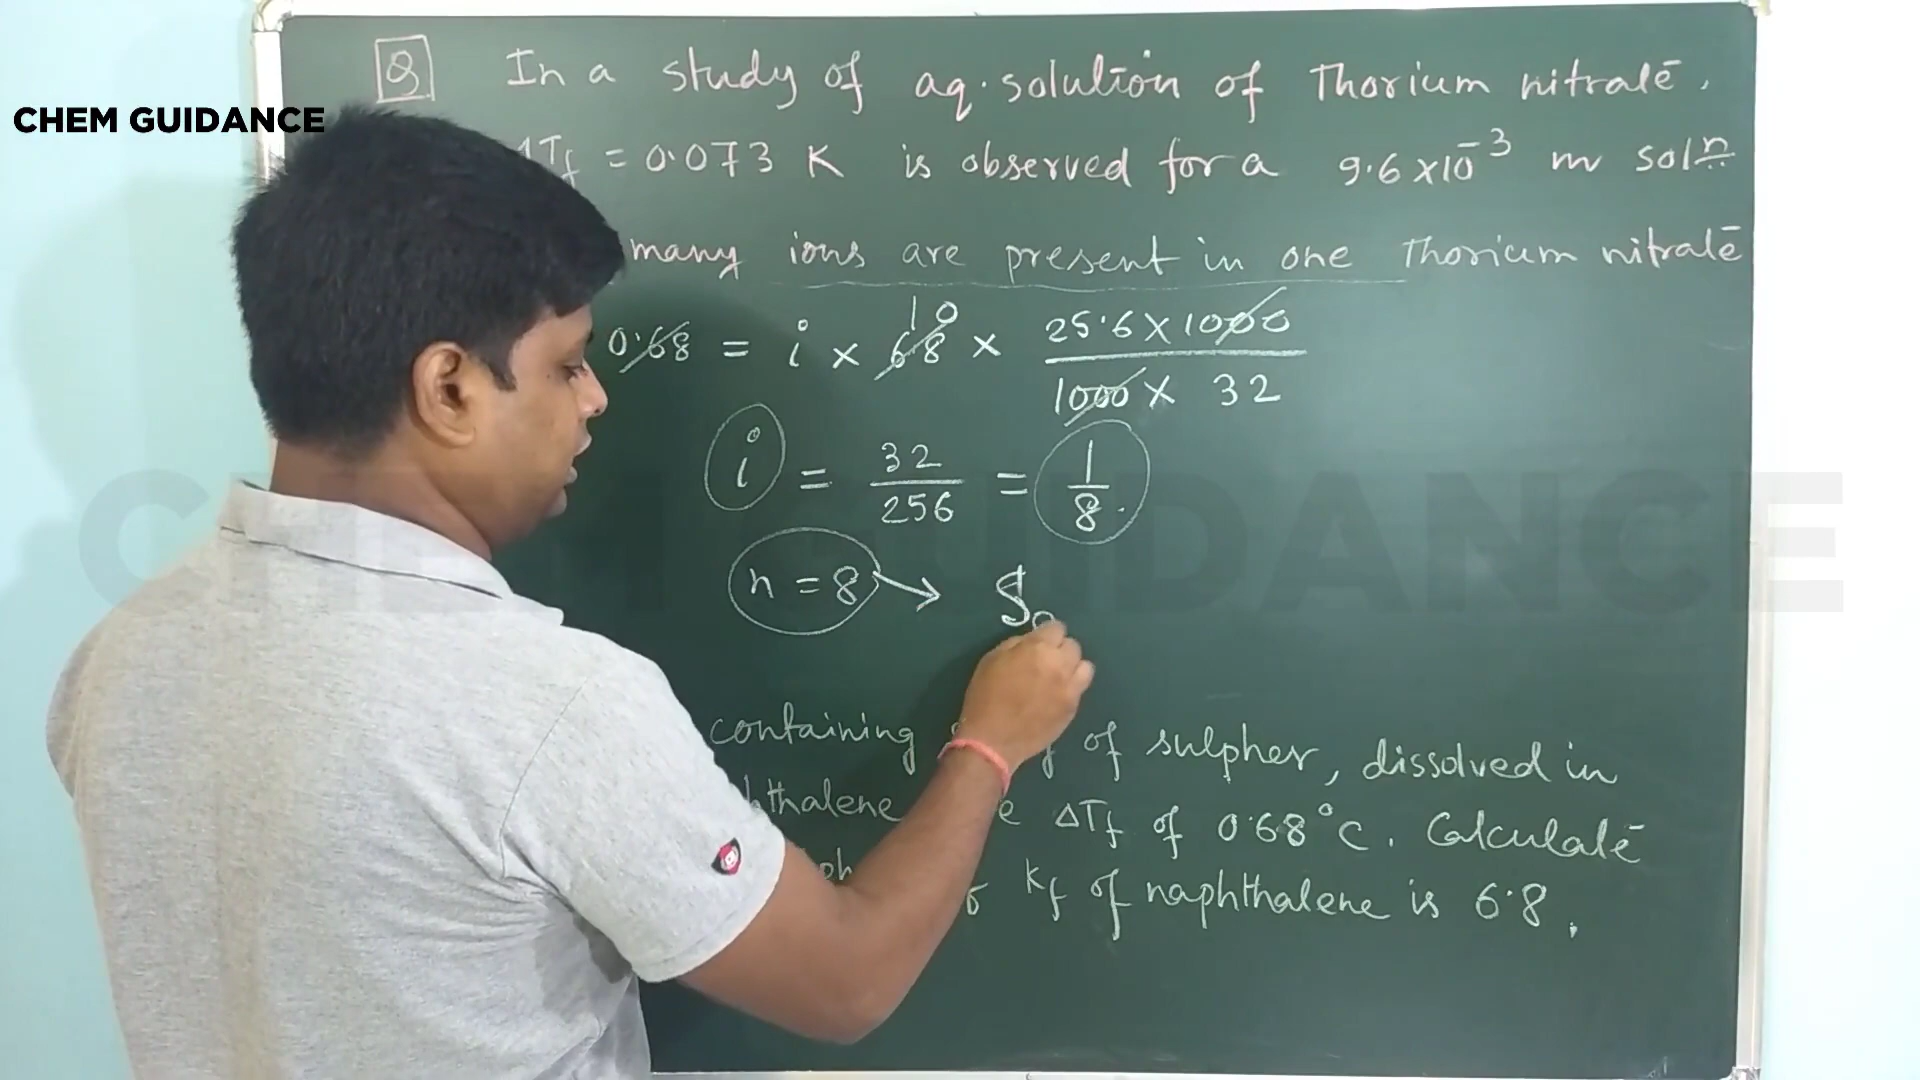 Q In a study of aq. solution of Thorium nitrate,
CHEM GUIDANCE
ΔTf = 0.073 K is observed for a 9.6 x 10⁻³ m solⁿ
many ions are present in one Thorium nitrate
0.68 = i x 6.8 10 x 25.6 x 1000 / 1000 x 32
i = 32/256 = 1/8.
n = 8 → S
CHEM GUIDANCE
containing of sulpher, dissolved in
ΔTf of 0.68°C. Calculate
Kf of naphthalene is 6.8.